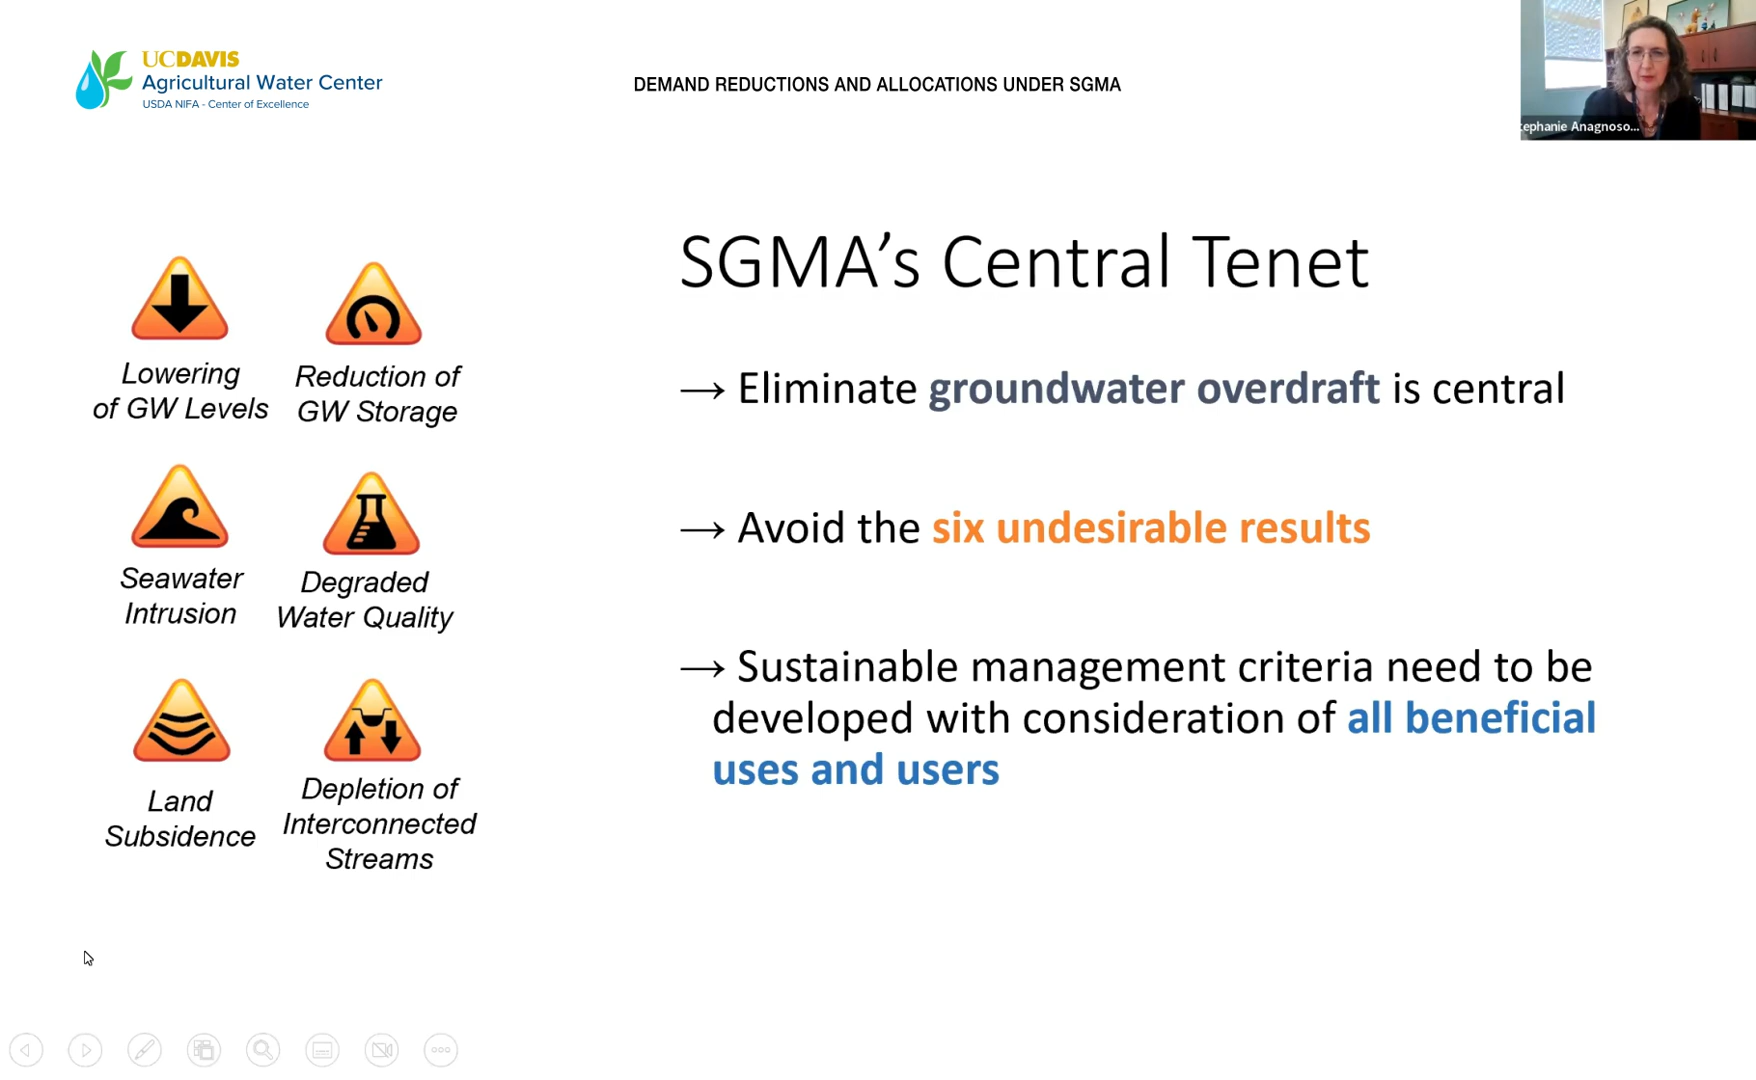 UCDAVIS
Agricultural Water Center
USDA NIFA - Center of Excellence
DEMAND REDUCTIONS AND ALLOCATIONS UNDER SGMA
tephanie Anagnoso...
SGMA’s Central Tenet
Lowering
of GW Levels
Reduction of
GW Storage
Seawater
Intrusion
Degraded
Water Quality
Land
Subsidence
Depletion of
Interconnected
Streams
→ Eliminate groundwater overdraft is central
→ Avoid the six undesirable results
→ Sustainable management criteria need to be
developed with consideration of all beneficial
uses and users